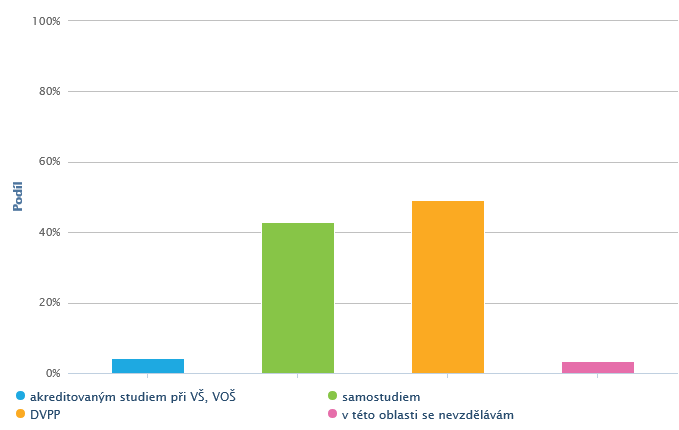 100%
80%
60%
Podíl
40%
20%
0%
akreditovaným studiem při VŠ, VOŠ
samostudiem
DVPP
v této oblasti se nevzdělávám